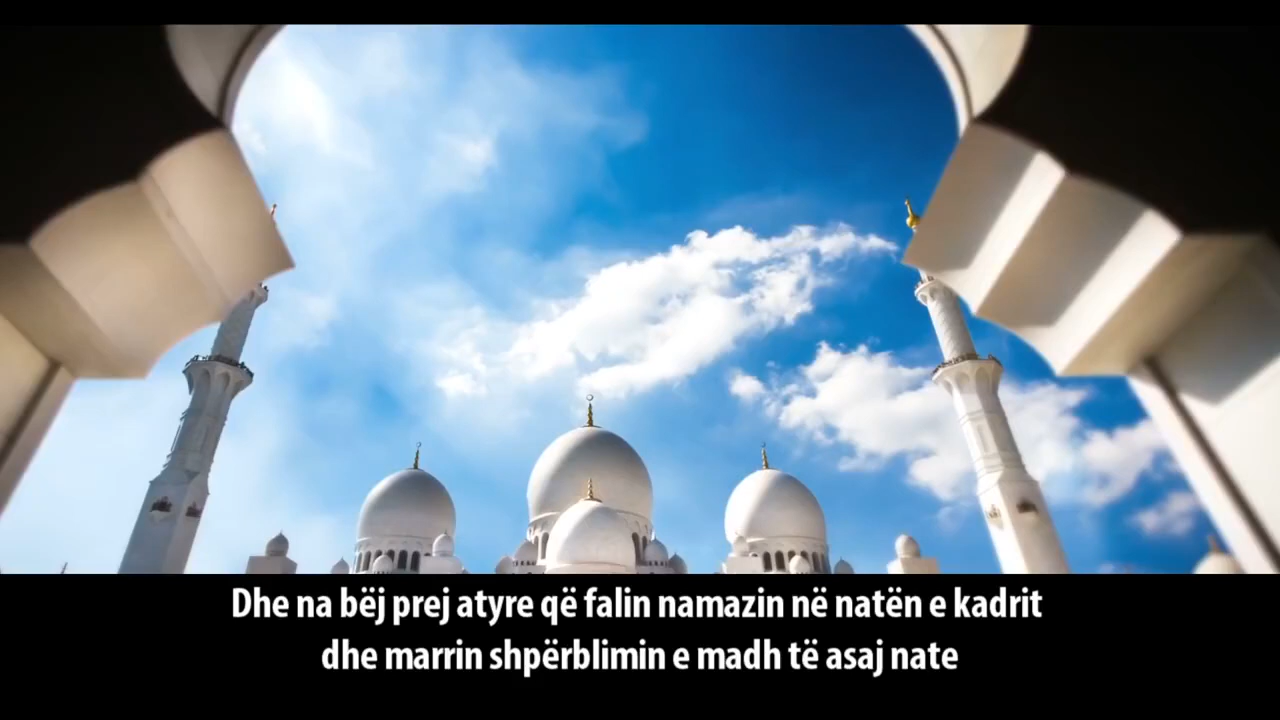 Dhe na bëj prej atyre që falin namazin në natën e kadrit
dhe marrin shpërblimin e madh të asaj nate